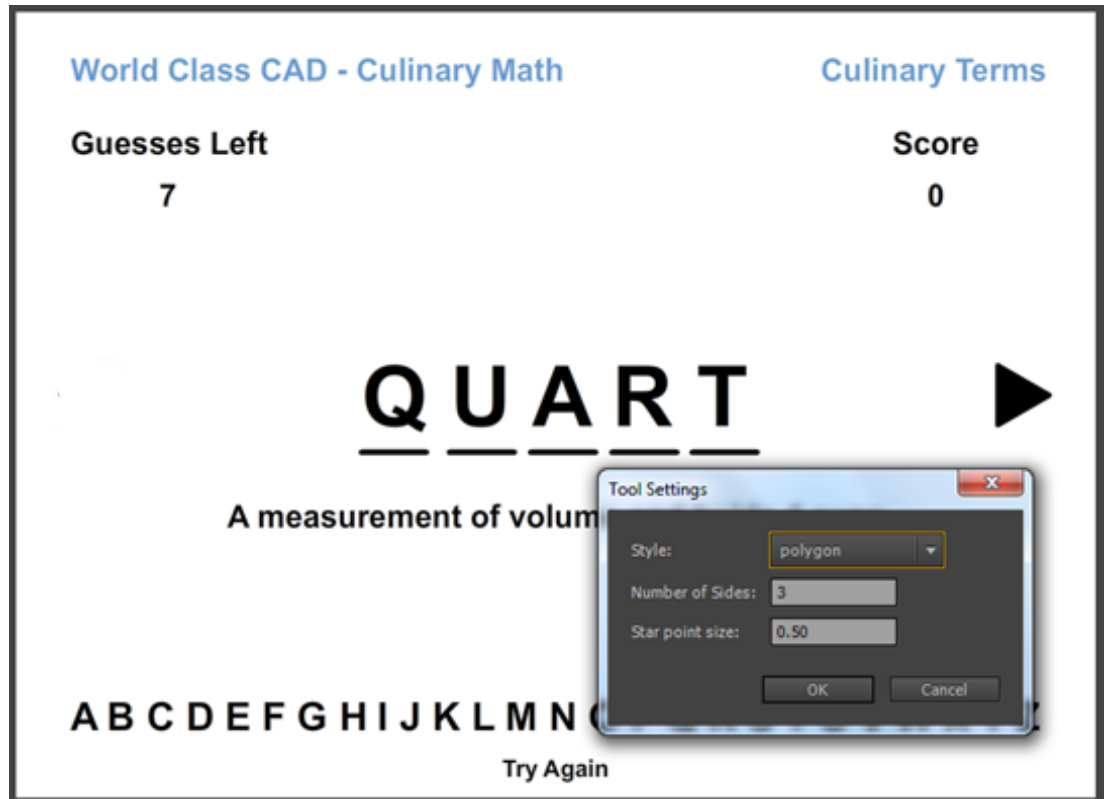 World Class CAD - Culinary Math Culinary Terms
Guesses Left Score
7 0
QUART
A measurement of volum
Tool Settings
Style: polygon
Number of Sides: 3
Star point size: 0.50
OK Cancel
A B C D E F G H I J K L M N Z
Try Again